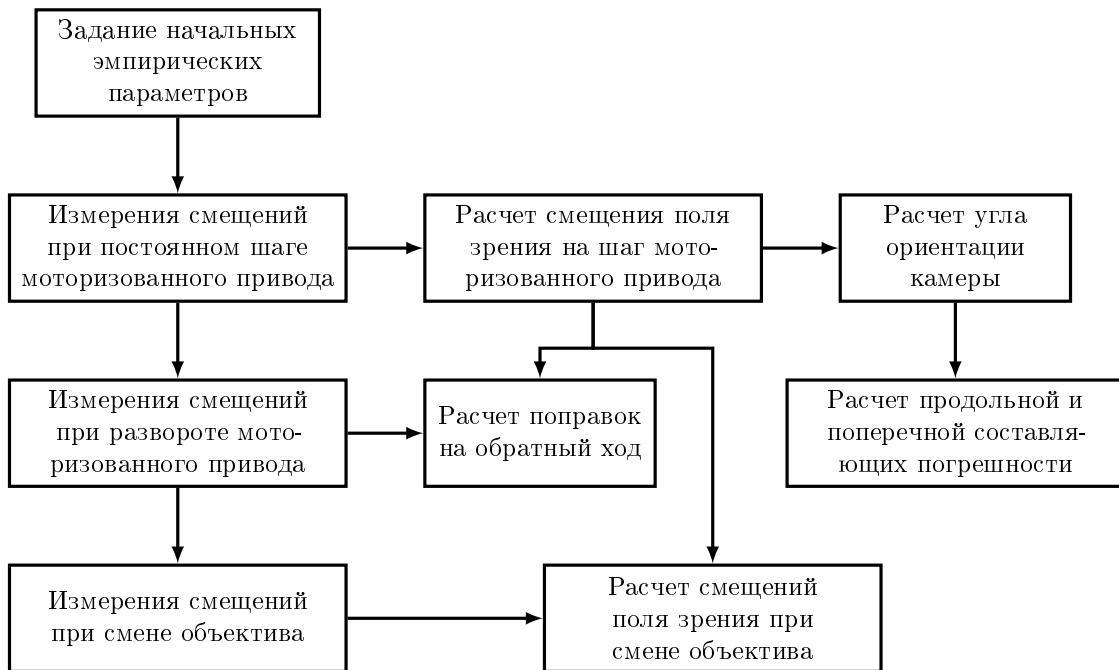 Задание начальных
эмпирических
параметров
Измерения смещений
при постоянном шаге
моторизованного привода
Расчет смещения поля
зрения на шаг мото-
ризованного привода
Расчет угла
ориентации
камеры
Измерения смещений
при развороте мото-
ризованного привода
Расчет поправок
на обратный ход
Расчет продольной и
поперечной составля-
ющих погрешности
Измерения смещений
при смене объектива
Расчет смещений
поля зрения при
смене объектива